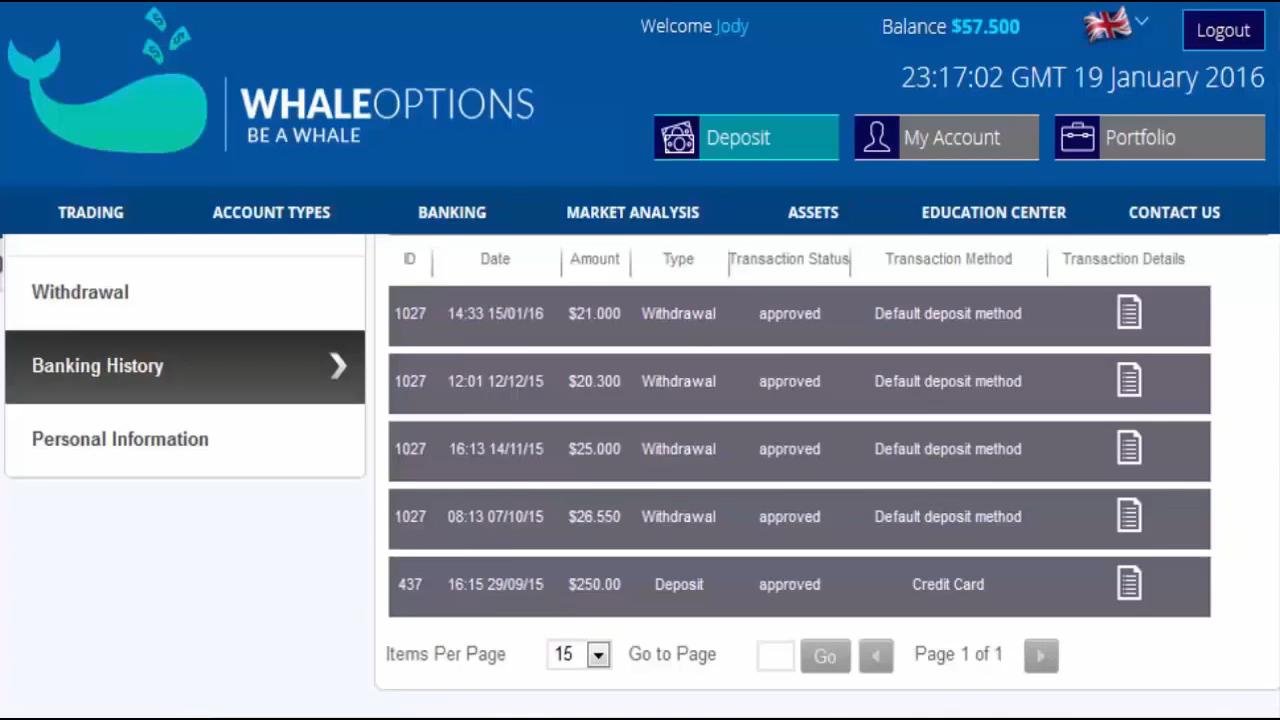 Welcome Jody
Balance $57.500
Logout
23:17:02 GMT 19 January 2016
WHALEOPTIONS
BE A WHALE
Deposit
My Account
Portfolio
TRADING ACCOUNT TYPES BANKING MARKET ANALYSIS ASSETS EDUCATION CENTER CONTACT US
Withdrawal
Banking History
Personal Information
ID Date Amount Type Transaction Status Transaction Method Transaction Details
1027 14:33 15/01/16 $21.000 Withdrawal approved Default deposit method
1027 12:01 12/12/15 $20.300 Withdrawal approved Default deposit method
1027 16:13 14/11/15 $25.000 Withdrawal approved Default deposit method
1027 08:13 07/10/15 $26.550 Withdrawal approved Default deposit method
437 16:15 29/09/15 $250.00 Deposit approved Credit Card
Items Per Page 15 Go to Page Go Page 1 of 1